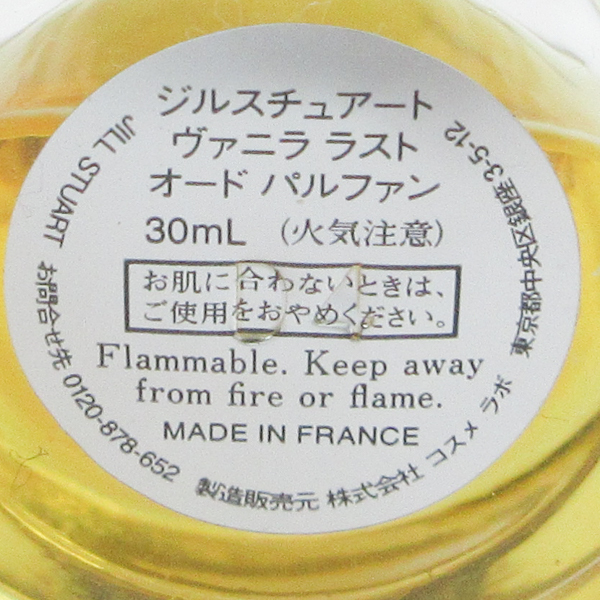 ジルスチュアート
ヴァニラ ラスト
オード パルファン
30mL （火気注意）
お肌に合わないときは、
ご使用をおやめください。
Flammable. Keep away
from fire or flame.
MADE IN FRANCE
JILL STUART お問合せ先 0120-878-652 製造販売元 株式会社 コスメ ラボ 東京都中央区銀座 3-5-12
D4